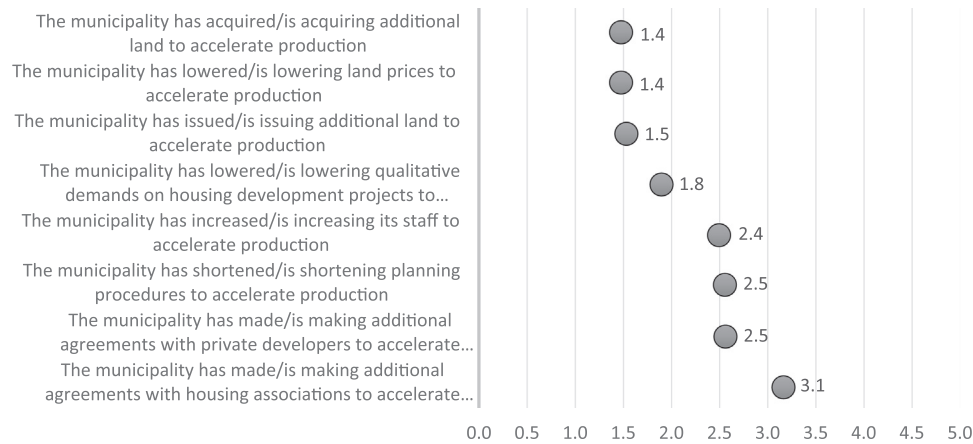 The municipality has acquired/is acquiring additional
land to accelerate production
1.4
The municipality has lowered/is lowering land prices to
accelerate production
1.4
The municipality has issued/is issuing additional land to
accelerate production
1.5
The municipality has lowered/is lowering qualitative
demands on housing development projects to...
1.8
The municipality has increased/is increasing its staff to
accelerate production
2.4
The municipality has shortened/is shortening planning
procedures to accelerate production
2.5
The municipality has made/is making additional
agreements with private developers to accelerate...
2.5
The municipality has made/is making additional
agreements with housing associations to accelerate...
3.1
0.0 0.5 1.0 1.5 2.0 2.5 3.0 3.5 4.0 4.5 5.0